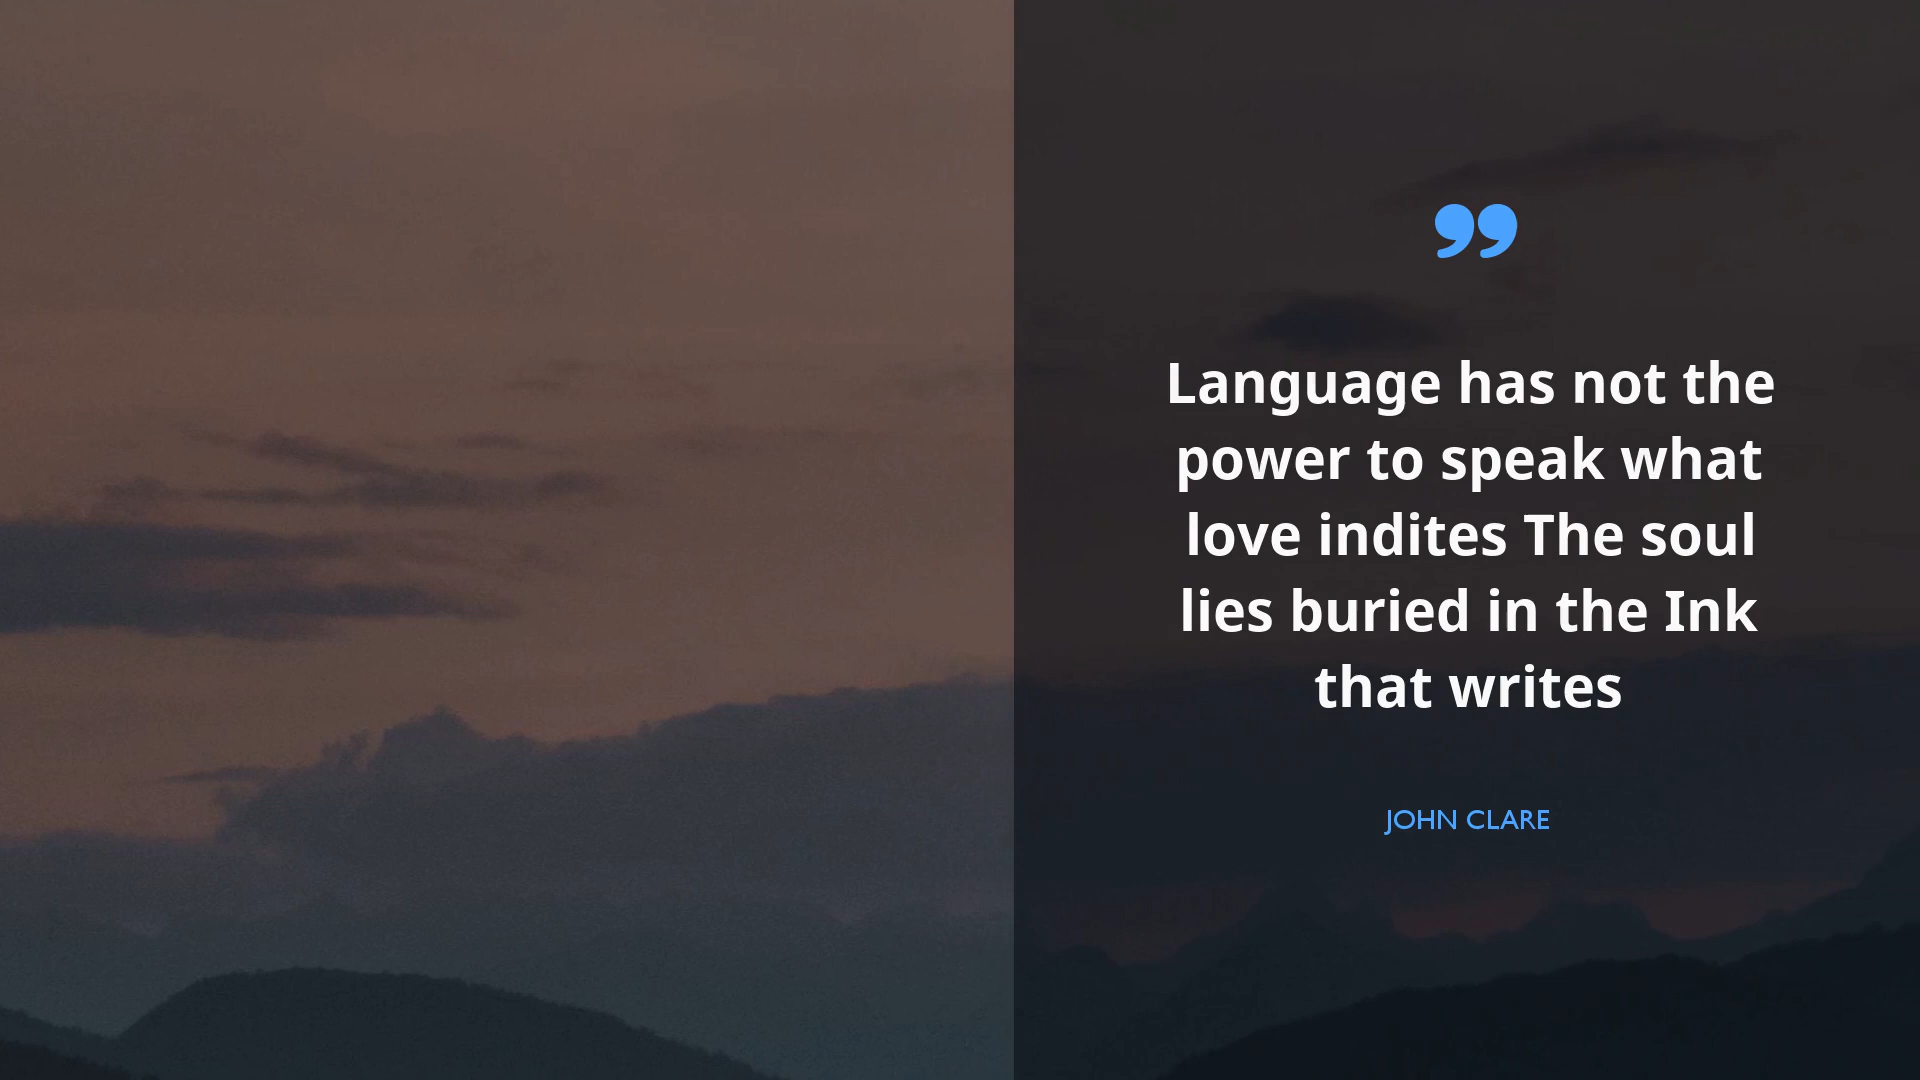 ”
Language has not the
power to speak what
love indites The soul
lies buried in the Ink
that writes
JOHN CLARE